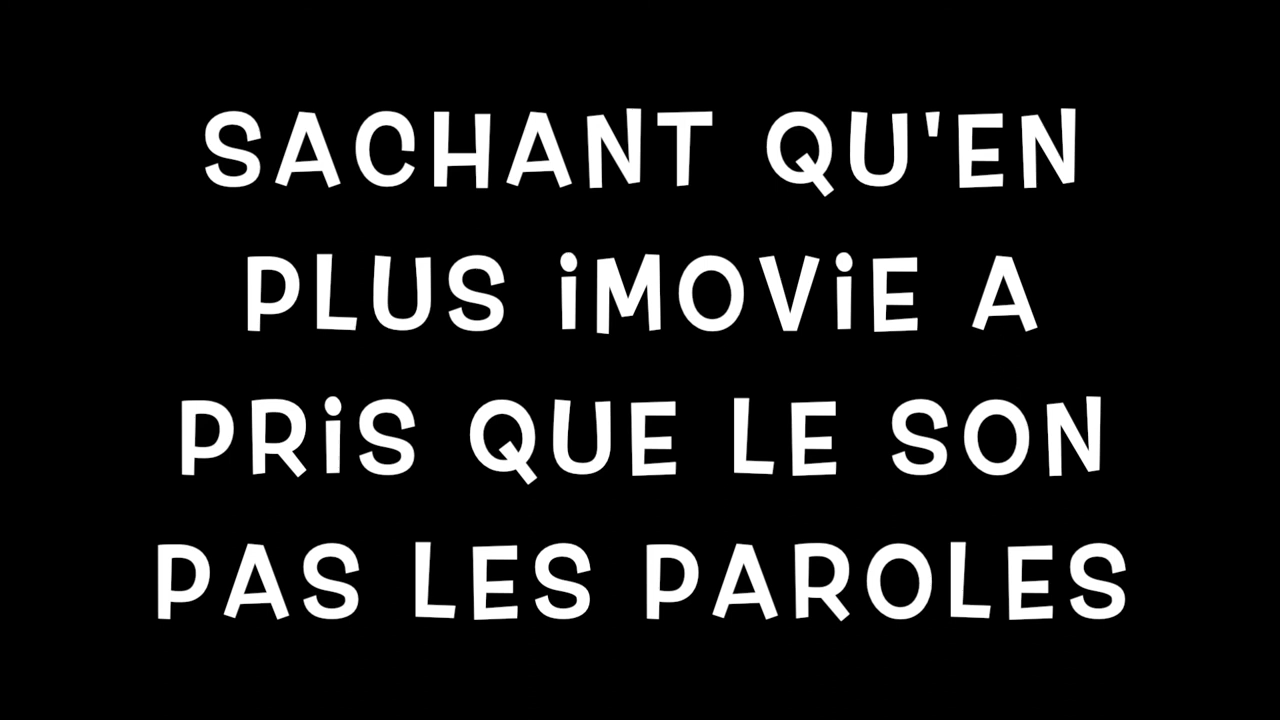 SACHANT QU'EN
PLUS iMOViE A
PRiS QUE LE SON
PAS LES PAROLES